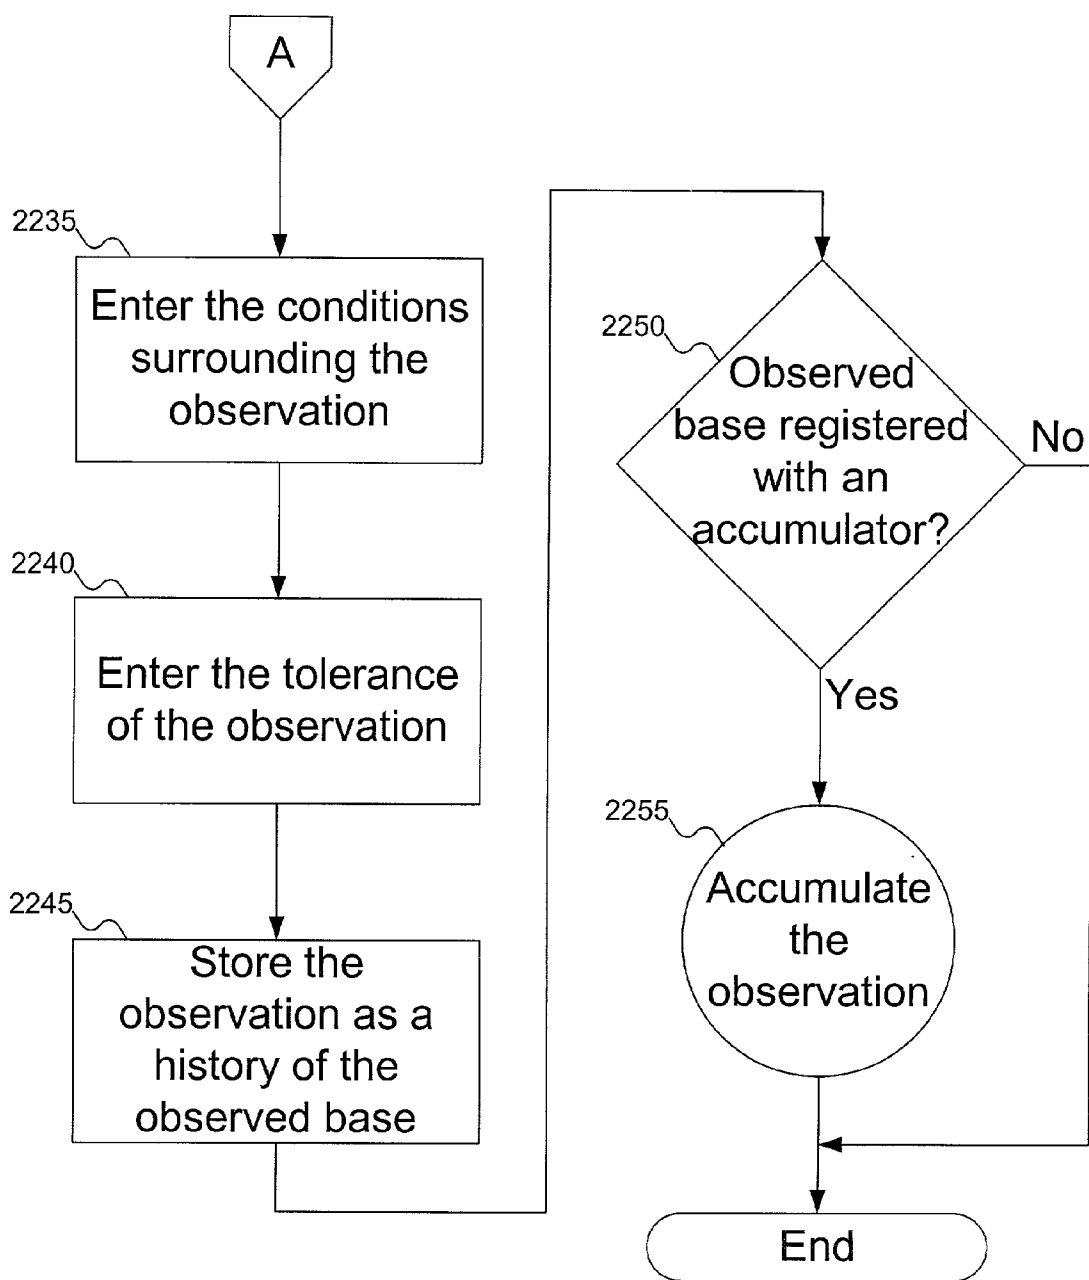 A
2235
Enter the conditions
surrounding the
observation
2240
Enter the tolerance
of the observation
2245
Store the
observation as a
history of the
observed base
2250
Observed
base registered
with an
accumulator?
No
Yes
2255
Accumulate
the
observation
End